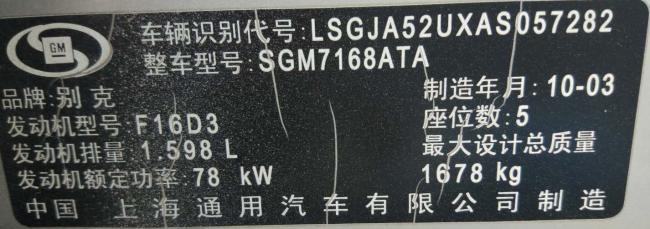 GM
车辆识别代号:LSGJA52UXAS057282
整车型号:SGM7168ATA
品牌:别克
制造年月:10-03
发动机型号 F16D3
座位数:5
发动机排量 1.598 L
最大设计总质量
发动机额定功率 78 kW
1678 kg
中国 上海通用汽车有限公司制造